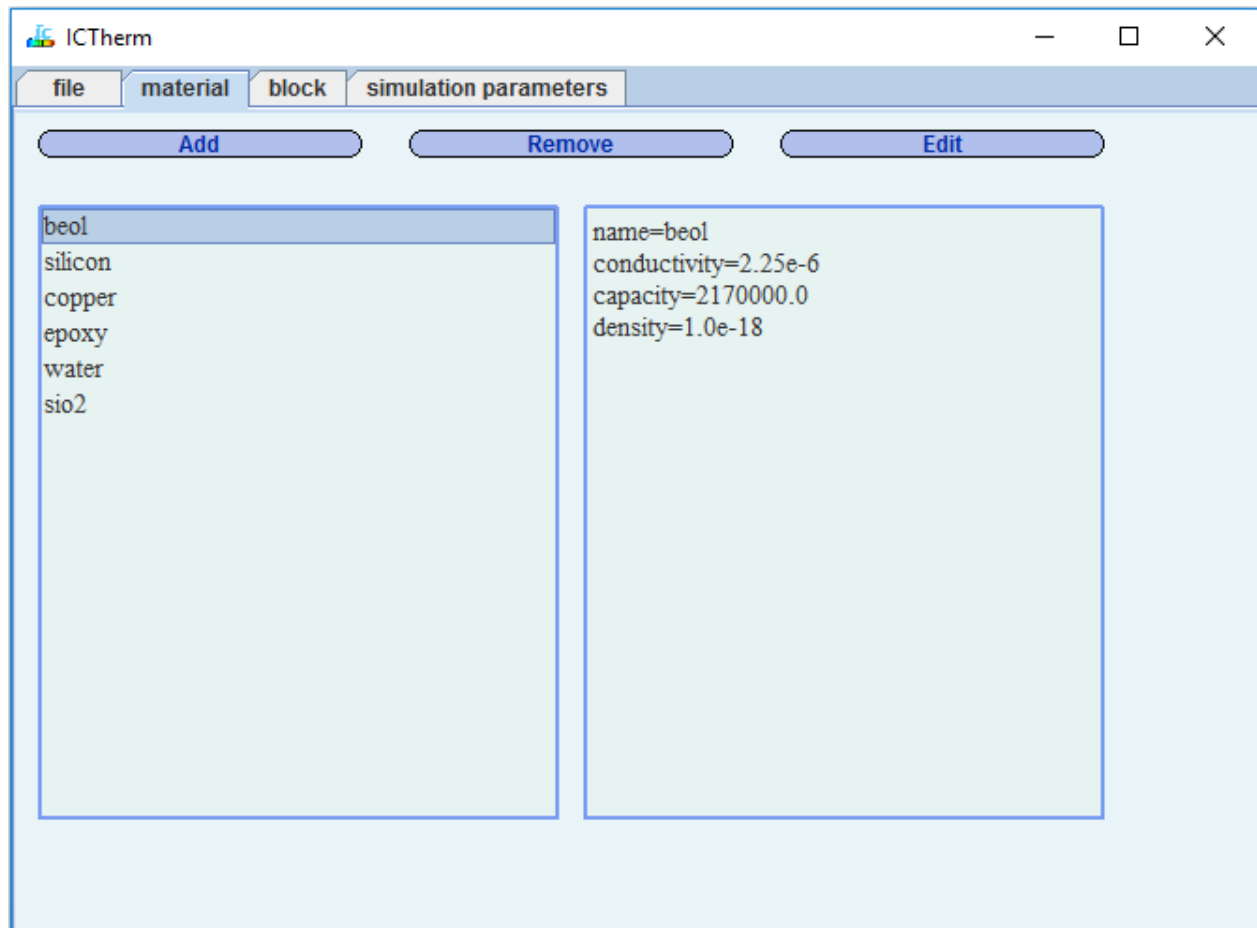 ICTherm
file material block simulation parameters
Add Remove Edit
beol
silicon
copper
epoxy
water
sio2
name=beol
conductivity=2.25e-6
capacity=2170000.0
density=1.0e-18